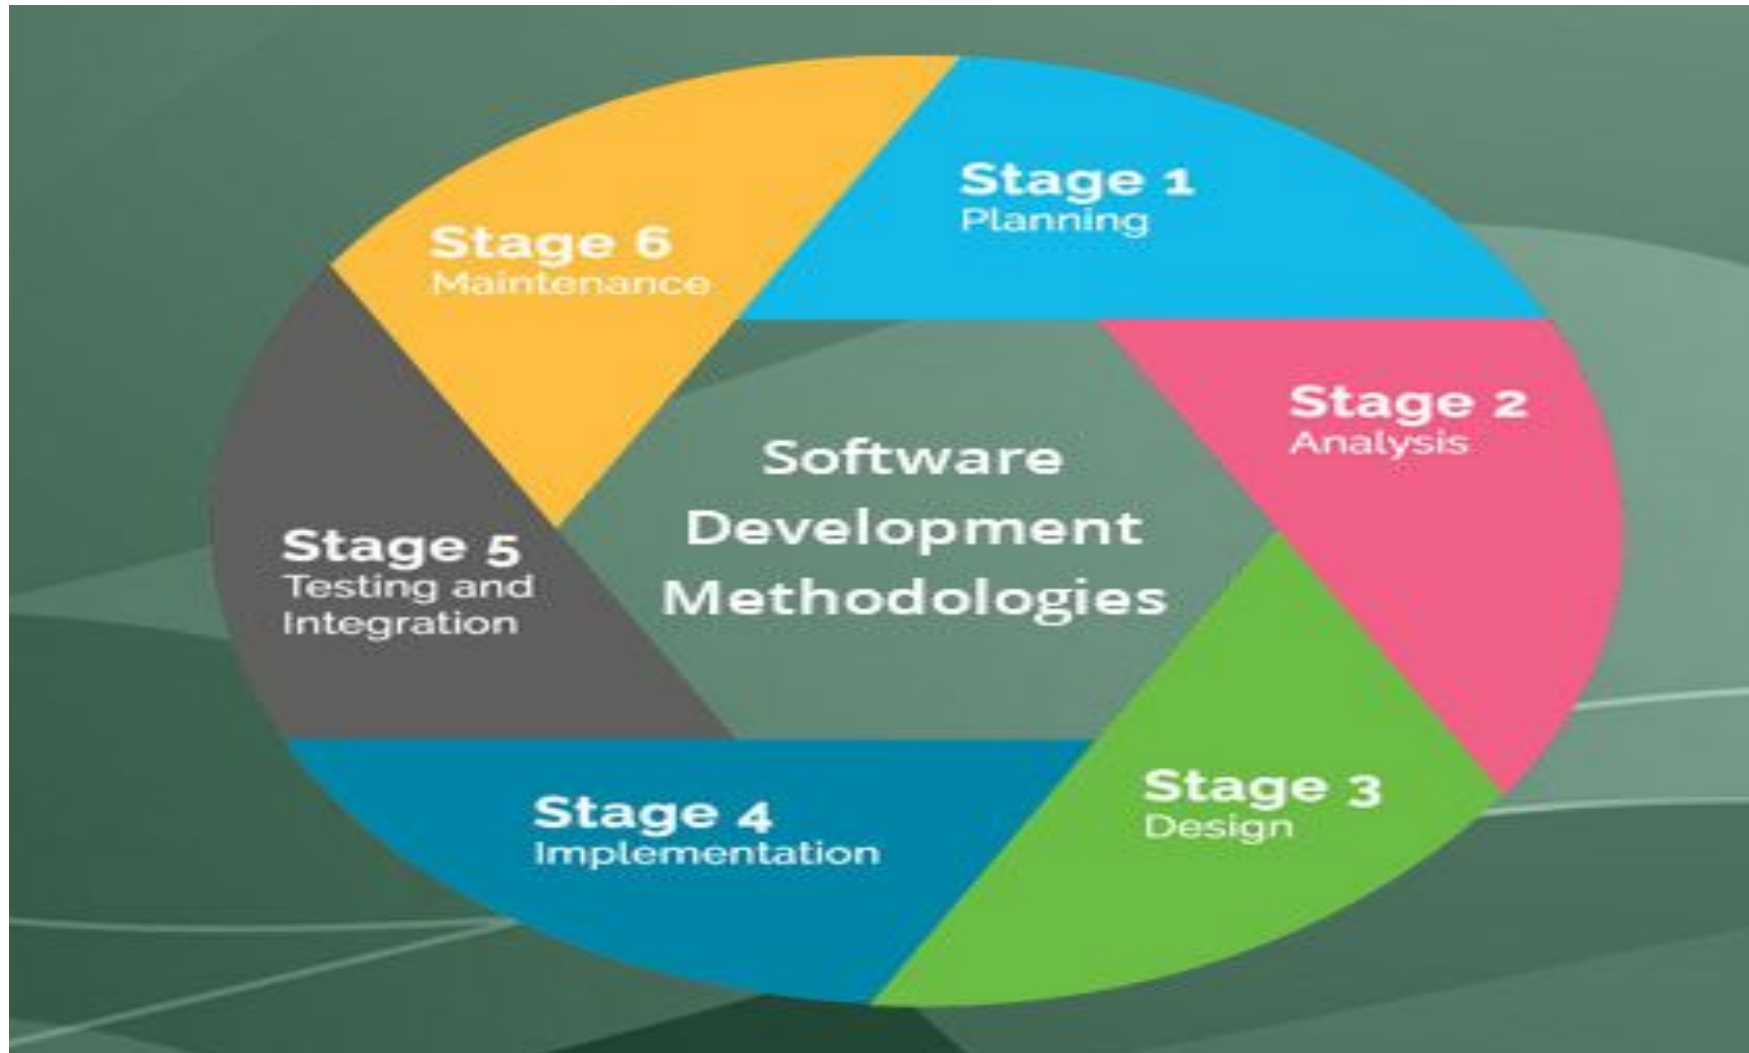 Stage 1
Planning
Stage 2
Analysis
Stage 3
Design
Stage 4
Implementation
Stage 5
Testing and
Integration
Stage 6
Maintenance
Software
Development
Methodologies